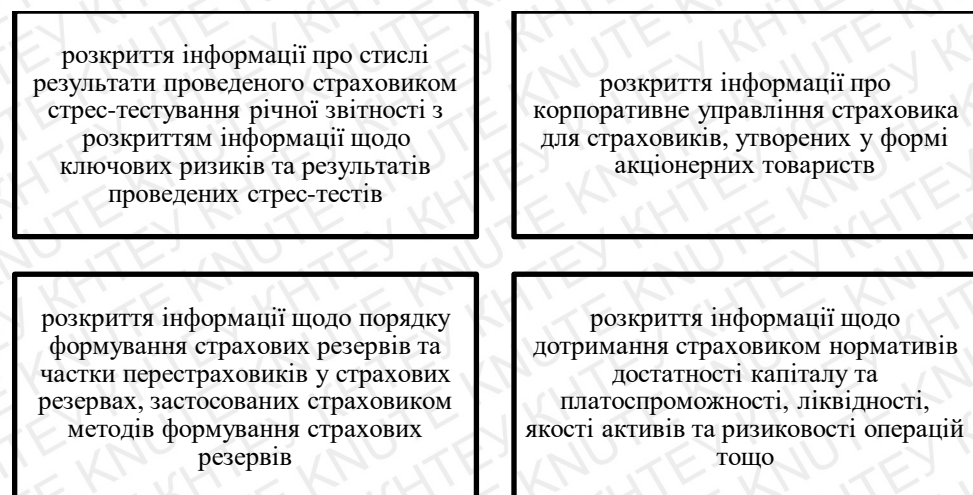 розкриття інформації про стислі
результати проведеного страховиком
стрес-тестування річної звітності з
розкриттям інформації щодо
ключових ризиків та результатів
проведених стрес-тестів
розкриття інформації про
корпоративне управління страховика
для страховиків, утворених у формі
акціонерних товариств
розкриття інформації щодо порядку
формування страхових резервів та
частки перестраховиків у страхових
резервах, застосованих страховиком
методів формування страхових
резервів
розкриття інформації щодо
дотримання страховиком нормативів
достатності капіталу та
платоспроможності, ліквідності,
якості активів та ризиковості операцій
тощо